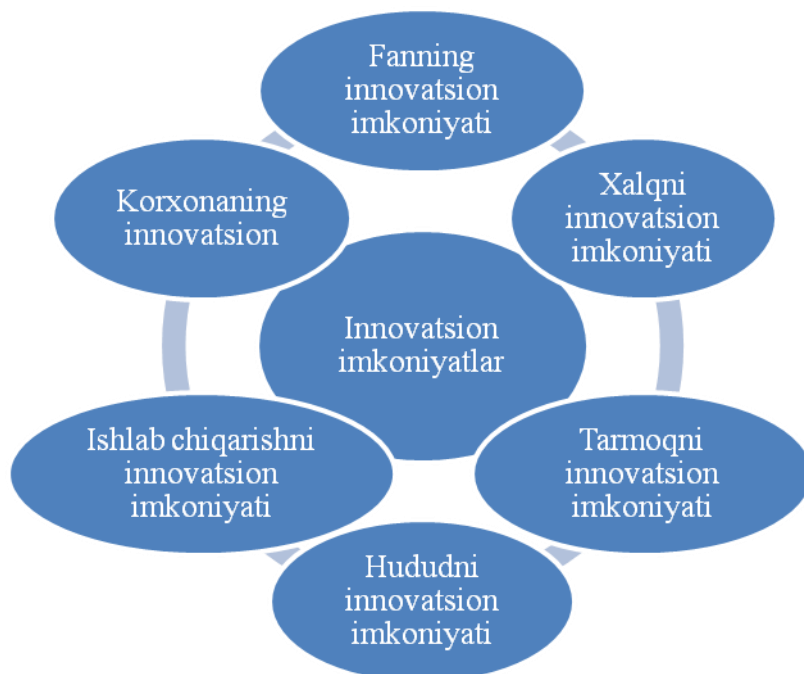 Fanning
innovatsion
imkoniyati
Xalqni
innovatsion
imkoniyati
Korxonaning
innovatsion
Innovatsion
imkoniyatlar
Ishlab chiqarishni
innovatsion
imkoniyati
Tarmoqni
innovatsion
imkoniyati
Hududni
innovatsion
imkoniyati